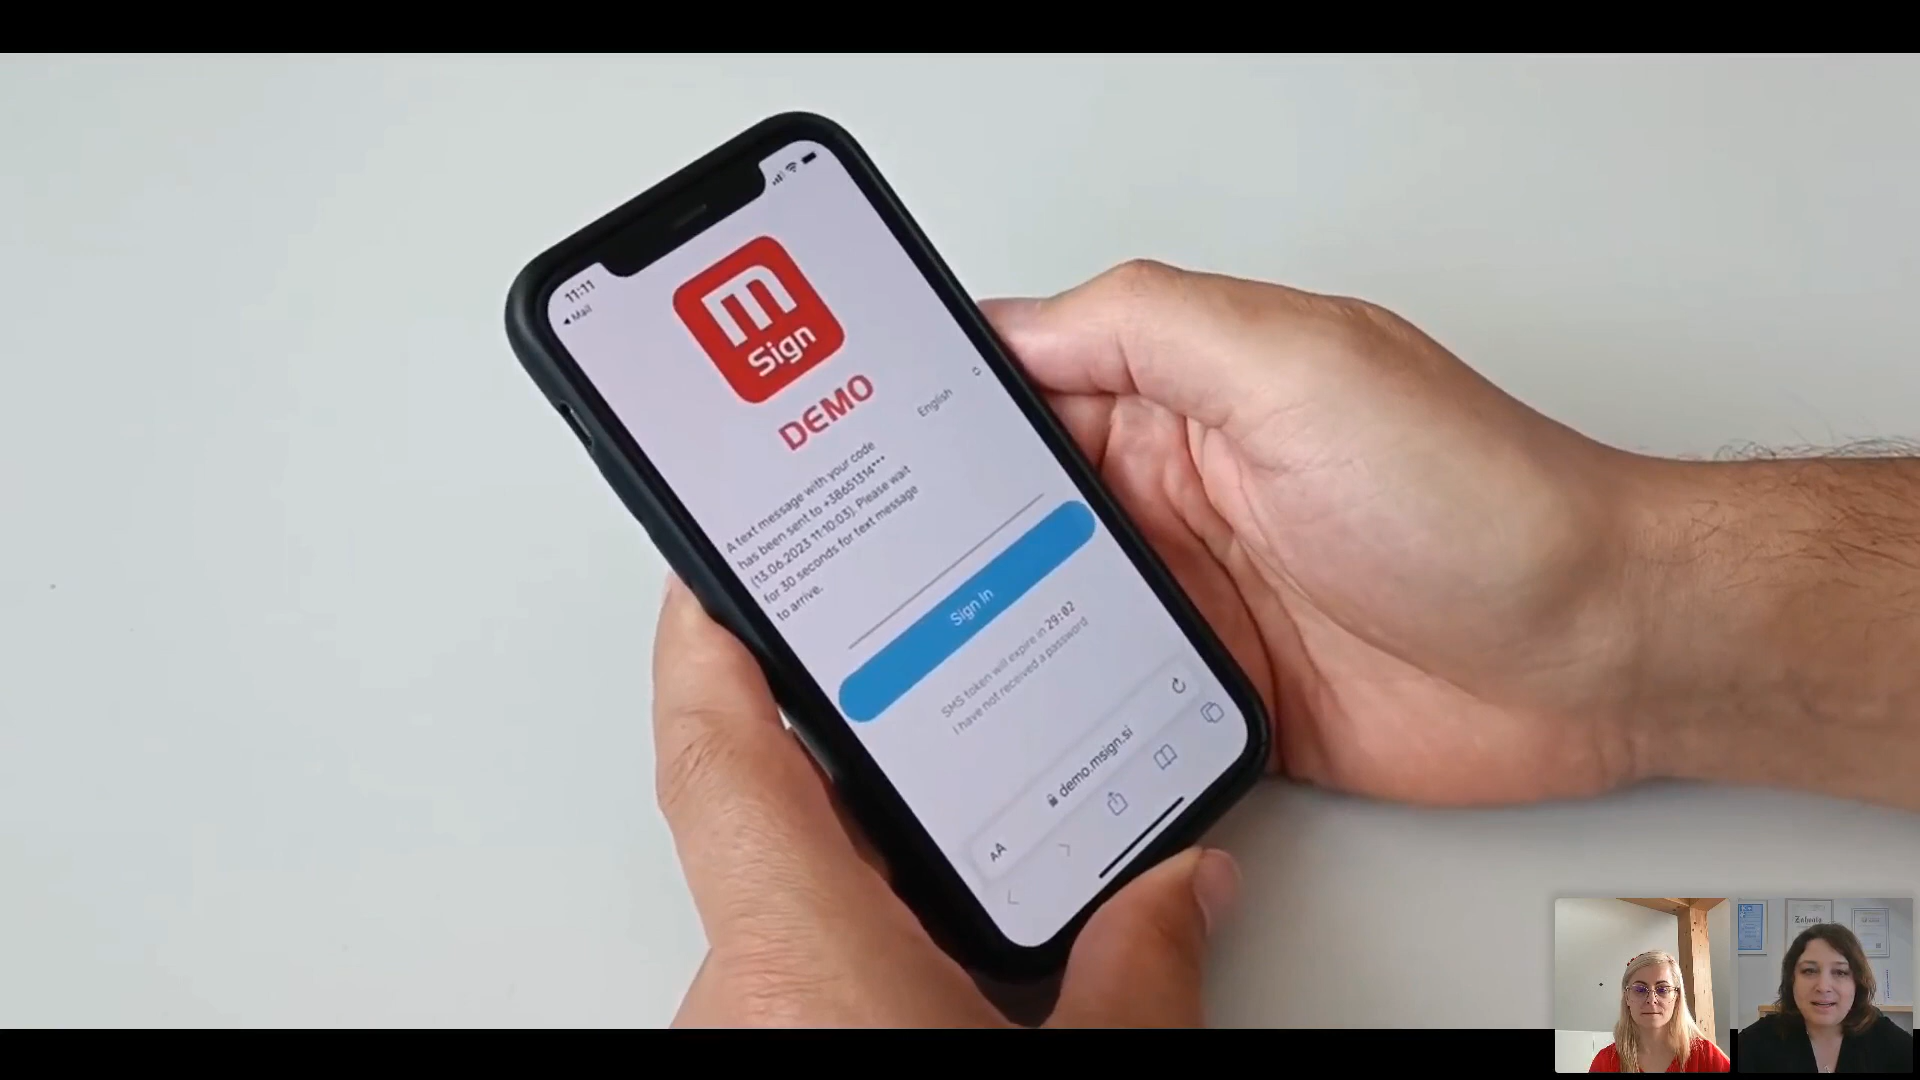 11:11
◀ Mail
m
Sign
DEMO
English
A text message with your code
has been sent to +38651314***
(13.06.2023 11:10:03). Please wait
for 30 seconds for text message
to arrive.
Sign In
SMS token will expire in 29:02
I have not received a password
AA
demo.msign.si
Zahvala